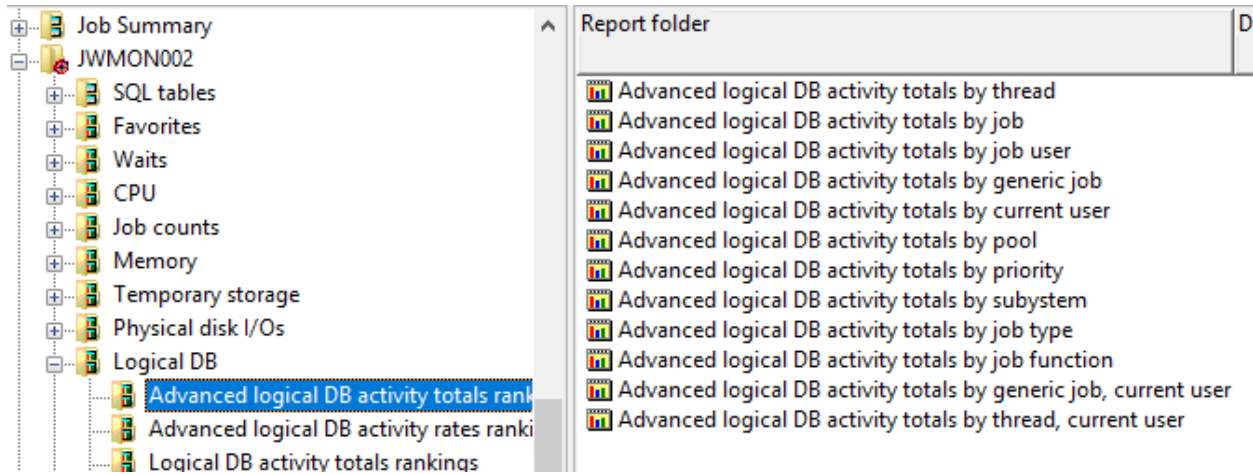 Job Summary
JWMON002
SQL tables
Favorites
Waits
CPU
Job counts
Memory
Temporary storage
Physical disk I/Os
Logical DB
Advanced logical DB activity totals rank
Advanced logical DB activity rates ranki
Logical DB activity totals rankings
Report folder
D
Advanced logical DB activity totals by thread
Advanced logical DB activity totals by job
Advanced logical DB activity totals by job user
Advanced logical DB activity totals by generic job
Advanced logical DB activity totals by current user
Advanced logical DB activity totals by pool
Advanced logical DB activity totals by priority
Advanced logical DB activity totals by subystem
Advanced logical DB activity totals by job type
Advanced logical DB activity totals by job function
Advanced logical DB activity totals by generic job, current user
Advanced logical DB activity totals by thread, current user